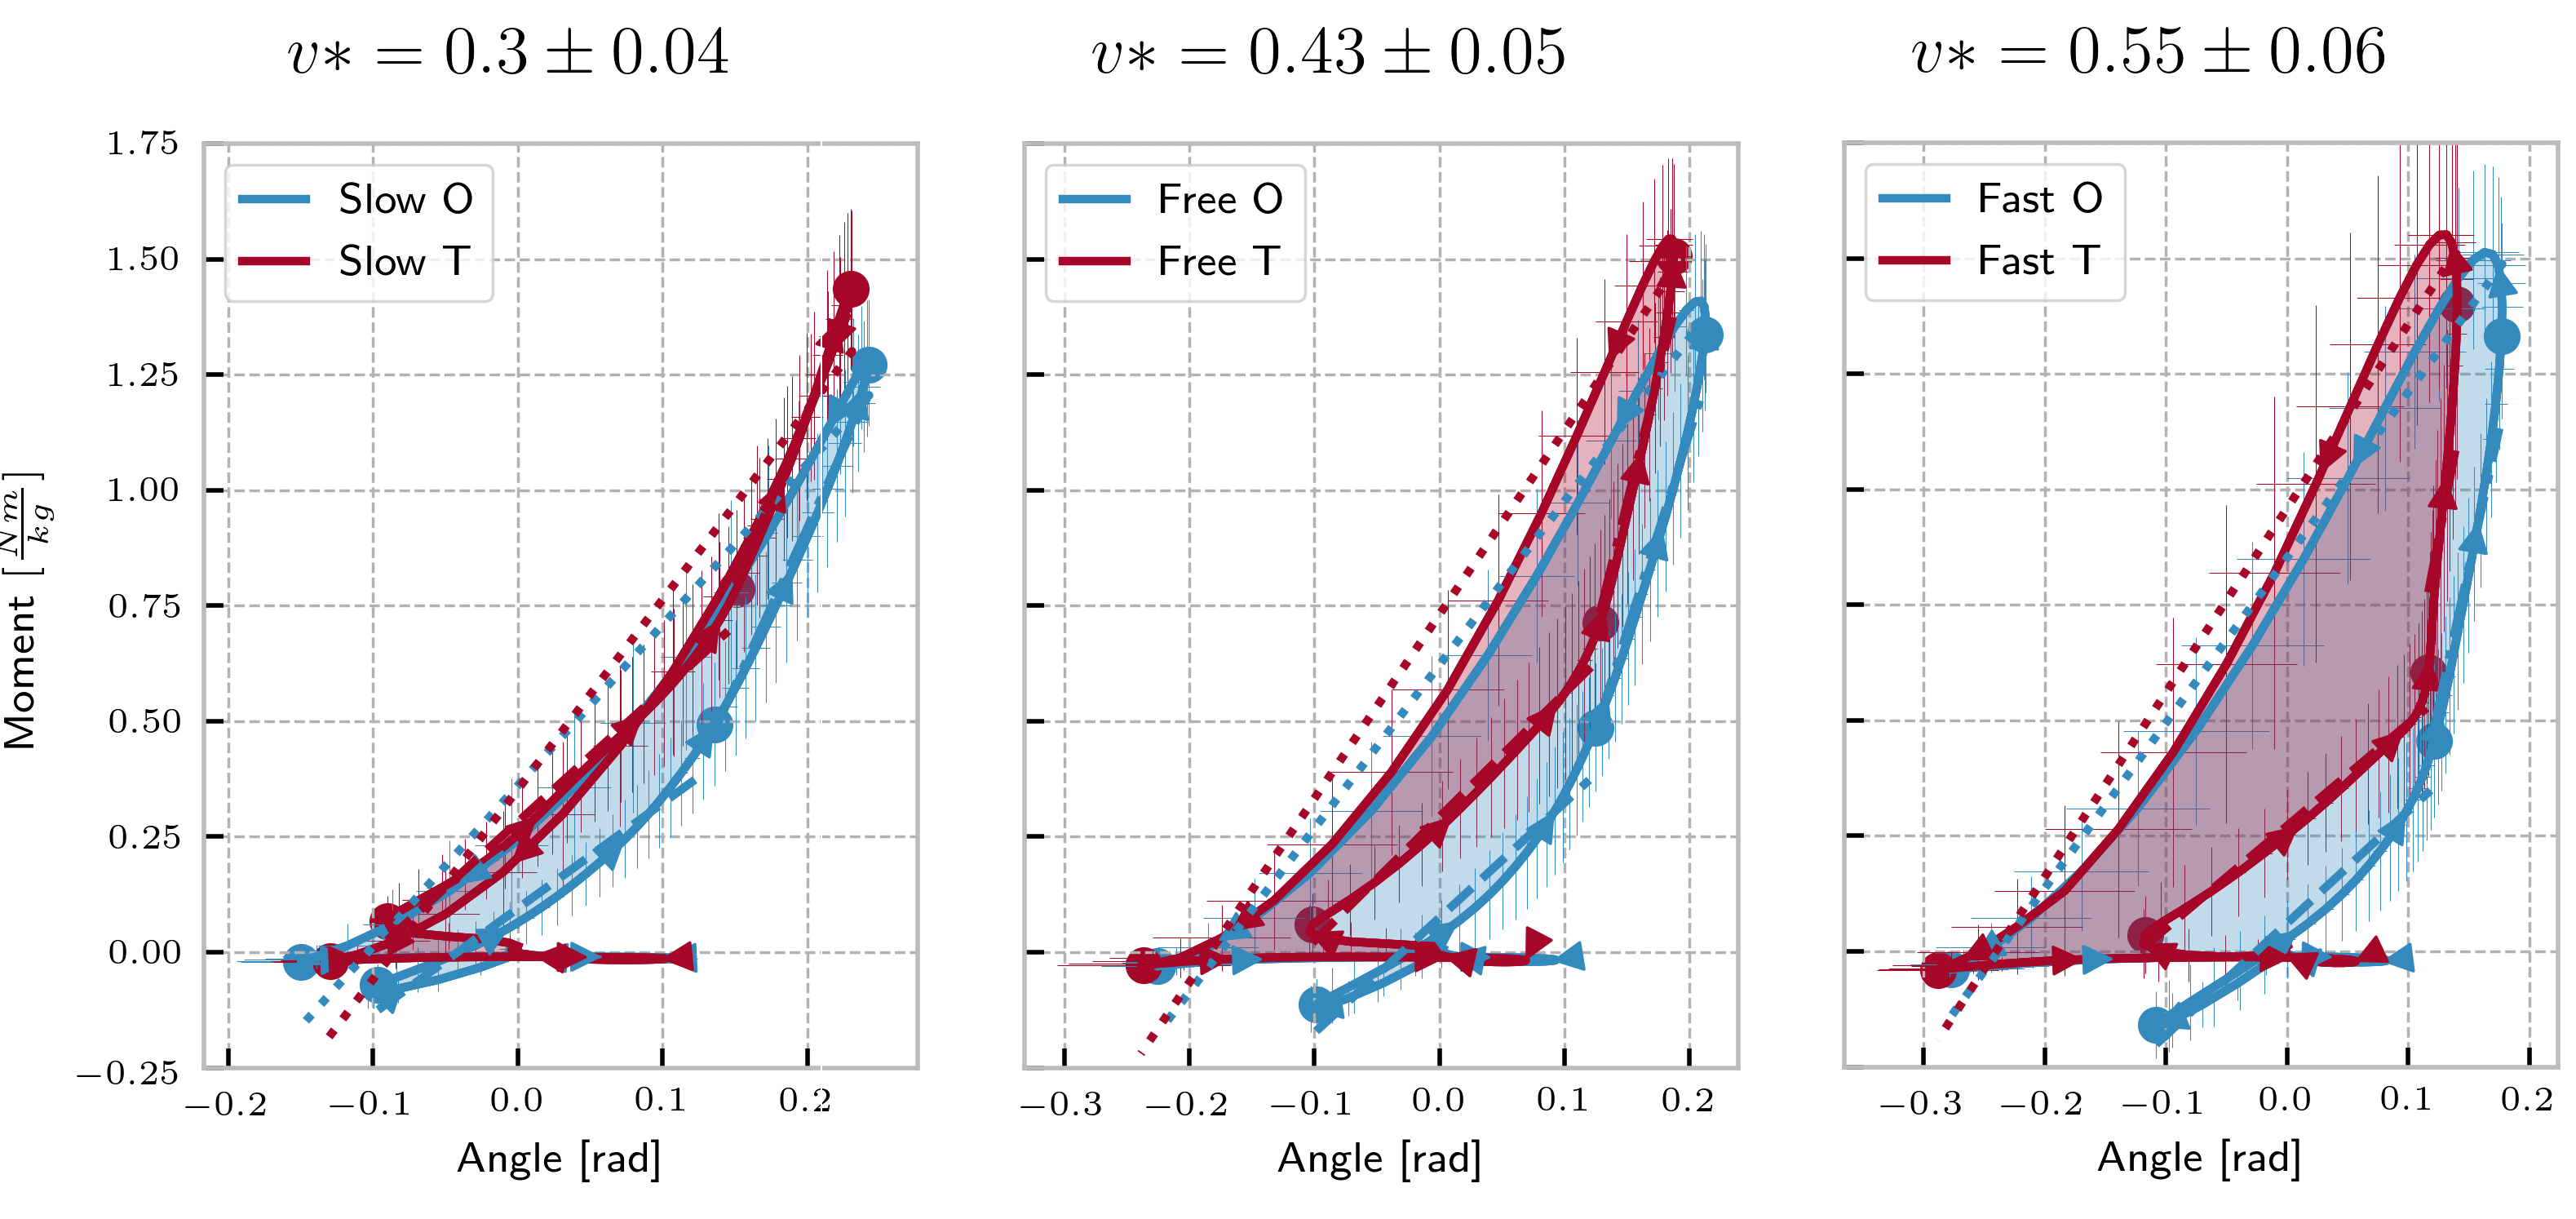 v* = 0.3 ± 0.04
v* = 0.43 ± 0.05
v* = 0.55 ± 0.06
1.75
1.50
1.25
1.00
0.75
0.50
0.25
0.00
−0.25
Moment [Nm/kg]
Slow O
Slow T
Free O
Free T
Fast O
Fast T
−0.2 −0.1 0.0 0.1 0.2
−0.3 −0.2 −0.1 0.0 0.1 0.2
−0.3 −0.2 −0.1 0.0 0.1 0.2
Angle [rad]
Angle [rad]
Angle [rad]